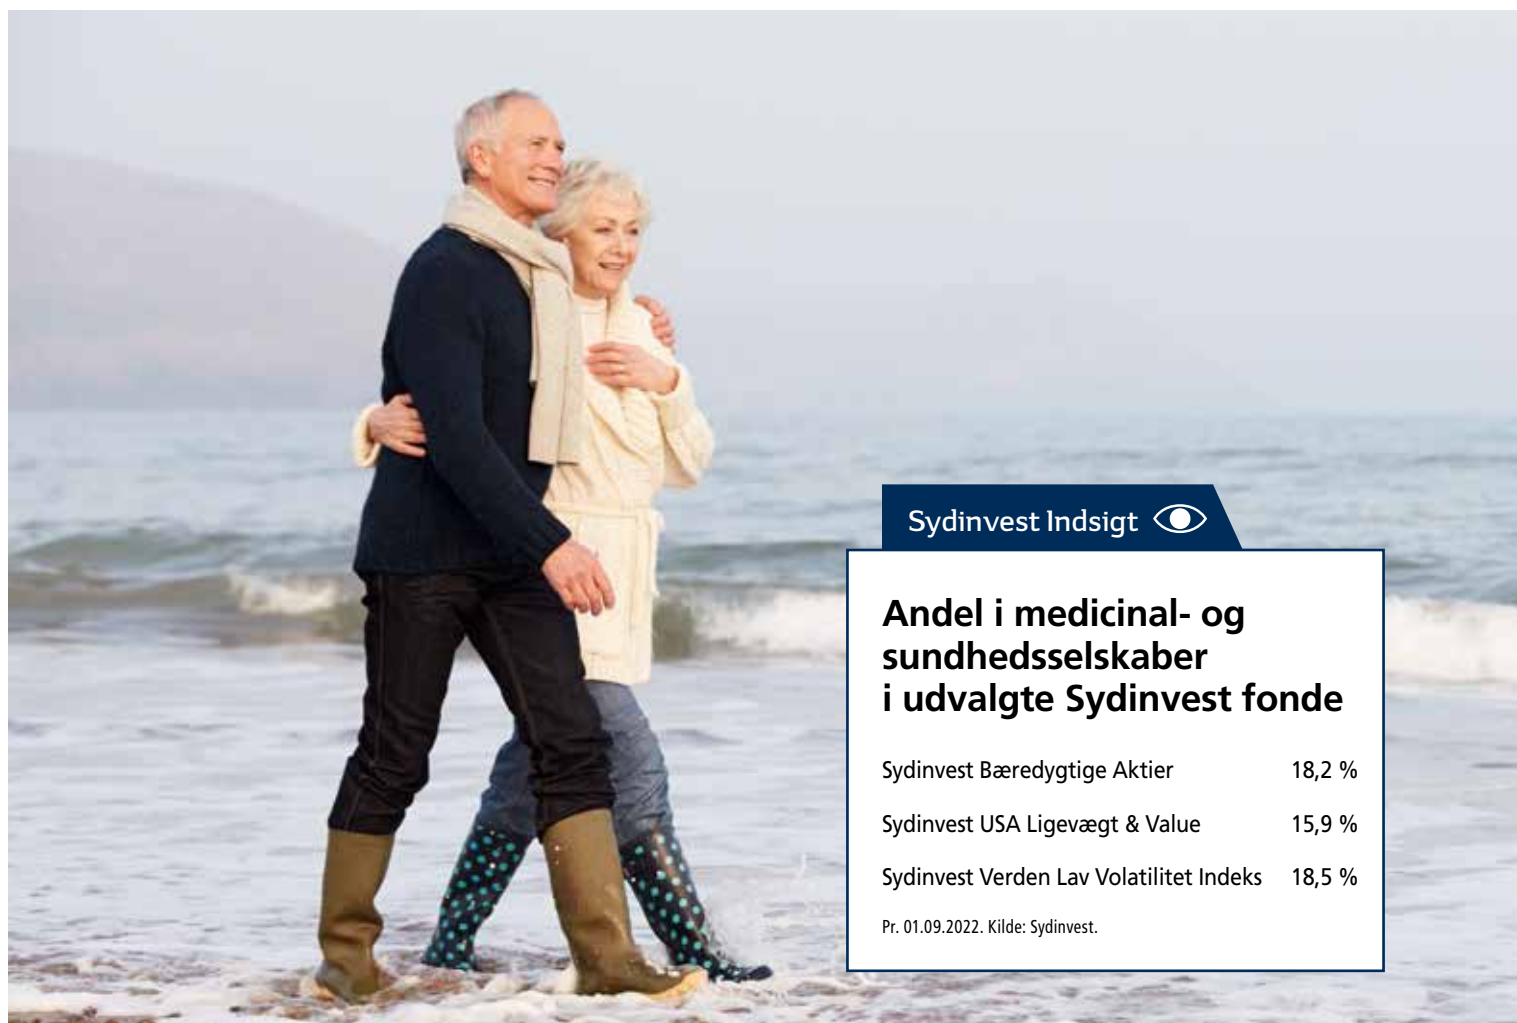 Sydinvest Indsigt
Andel i medicinal- og
sundhedsselskaber
i udvalgte Sydinvest fonde
Sydinvest Bæredygtige Aktier 18,2 %
Sydinvest USA Ligevægt & Value 15,9 %
Sydinvest Verden Lav Volatilitet Indeks 18,5 %
Pr. 01.09.2022. Kilde: Sydinvest.